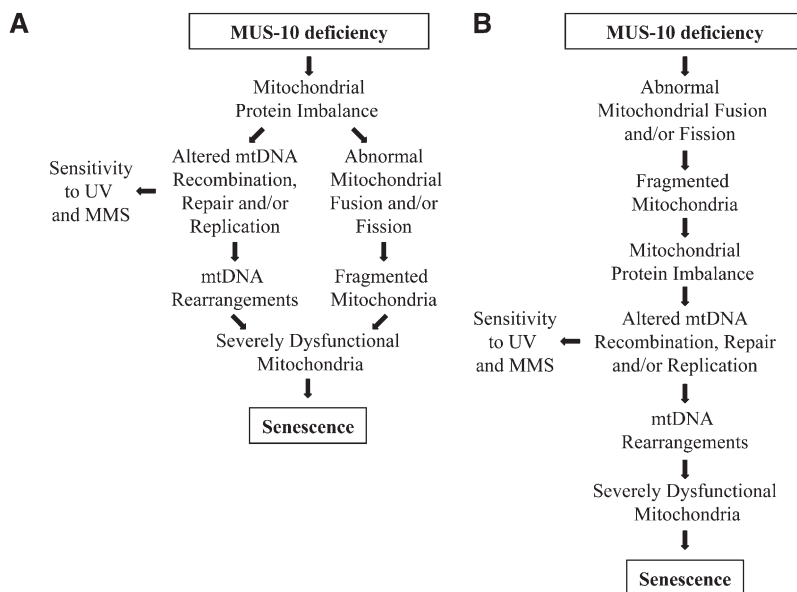 A
MUS-10 deficiency
Mitochondrial
Protein Imbalance
Altered mtDNA
Recombination,
Repair and/or
Replication
Sensitivity
to UV
and MMS
mtDNA
Rearrangements
Abnormal
Mitochondrial
Fusion and/or
Fission
Fragmented
Mitochondria
Severely Dysfunctional
Mitochondria
Senescence
B
MUS-10 deficiency
Abnormal
Mitochondrial Fusion
and/or Fission
Fragmented
Mitochondria
Mitochondrial
Protein Imbalance
Altered mtDNA
Recombination, Repair
and/or Replication
Sensitivity
to UV
and MMS
mtDNA
Rearrangements
Severely Dysfunctional
Mitochondria
Senescence